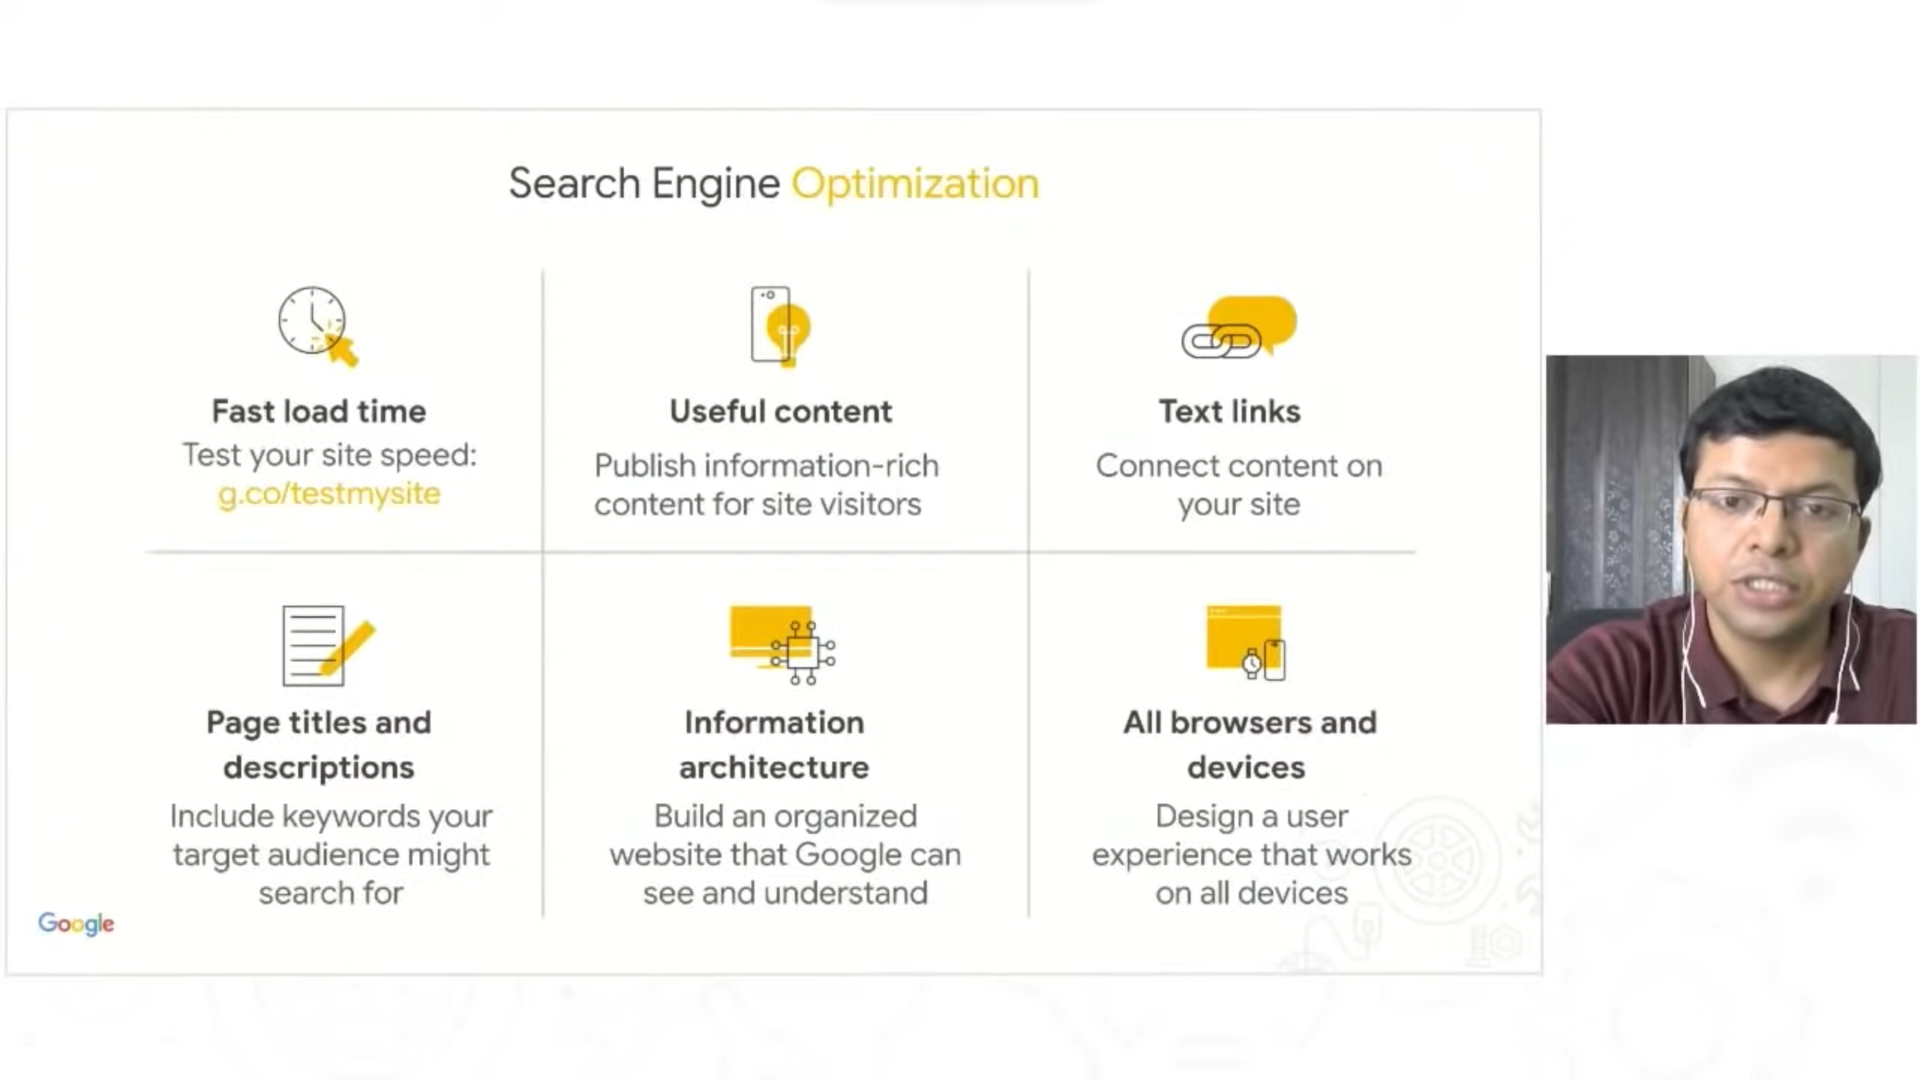 Search Engine Optimization
Fast load time
Test your site speed:
g.co/testmysite
Useful content
Publish information-rich
content for site visitors
Text links
Connect content on
your site
Page titles and
descriptions
Include keywords your
target audience might
search for
Information
architecture
Build an organized
website that Google can
see and understand
All browsers and
devices
Design a user
experience that works
on all devices
Google